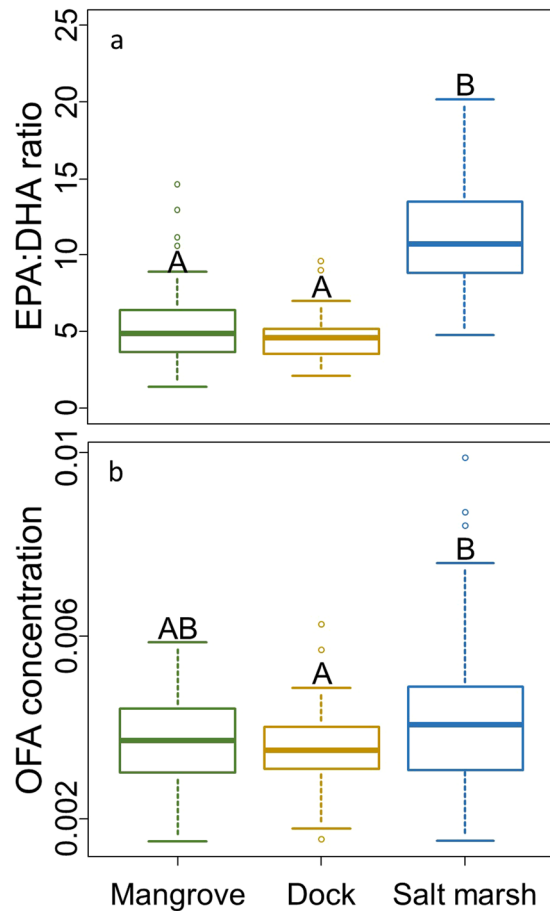 a
EPA:DHA ratio
25
20
15
10
5
0
A
A
B
b
OFA concentration
0.01
0.006
0.002
AB
A
B
Mangrove Dock Salt marsh